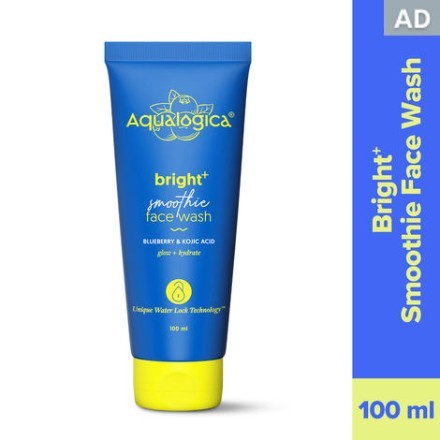 AD
Aqualogica®
bright+
smoothie
face wash
BLUEBERRY & KOJIC ACID
glow + hydrate
Unique Water Lock Technology™
100 ml
Bright+
Smoothie Face Wash
100 ml